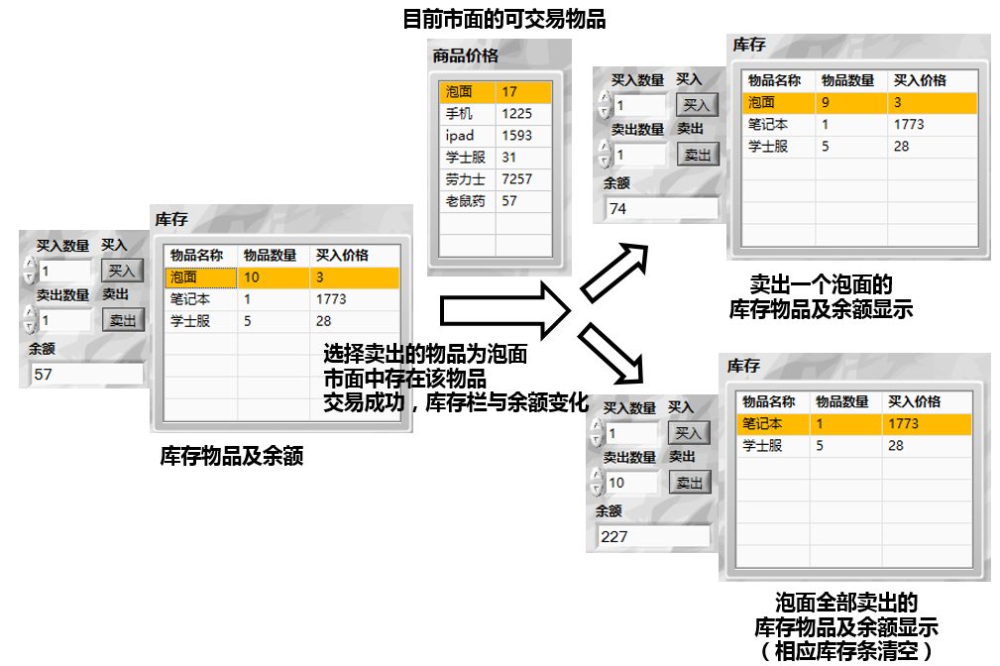 目前市面的可交易物品
商品价格
泡面 17
手机 1225
ipad 1593
学士服 31
劳力士 7257
老鼠药 57
库存
买入数量 买入
1 买入
卖出数量 卖出
1 卖出
余额
57
物品名称 物品数量 买入价格
泡面 10 3
笔记本 1 1773
学士服 5 28
库存物品及余额
选择卖出的物品为泡面
市面中存在该物品
交易成功，库存栏与余额变化
库存
买入数量 买入
1 买入
卖出数量 卖出
1 卖出
余额
74
物品名称 物品数量 买入价格
泡面 9 3
笔记本 1 1773
学士服 5 28
卖出一个泡面的
库存物品及余额显示
库存
买入数量 买入
1 买入
卖出数量 卖出
10 卖出
余额
227
物品名称 物品数量 买入价格
笔记本 1 1773
学士服 5 28
泡面全部卖出的
库存物品及余额显示
（相应库存条清空）